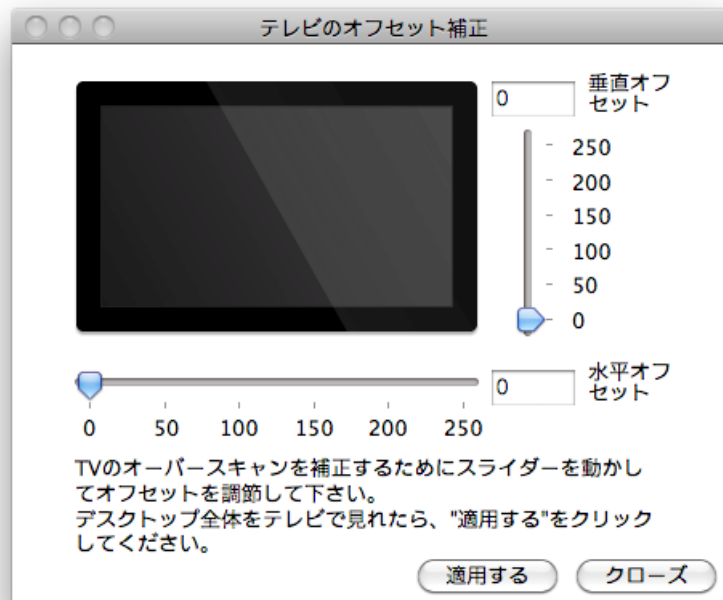 テレビのオフセット補正
0
垂直オフ
セット
250
200
150
100
50
0
0
水平オフ
セット
0 50 100 150 200 250
TVのオーバースキャンを補正するためにスライダーを動かし
てオフセットを調節して下さい。
デスクトップ全体をテレビで見れたら、"適用する"をクリック
してください。
適用する クローズ